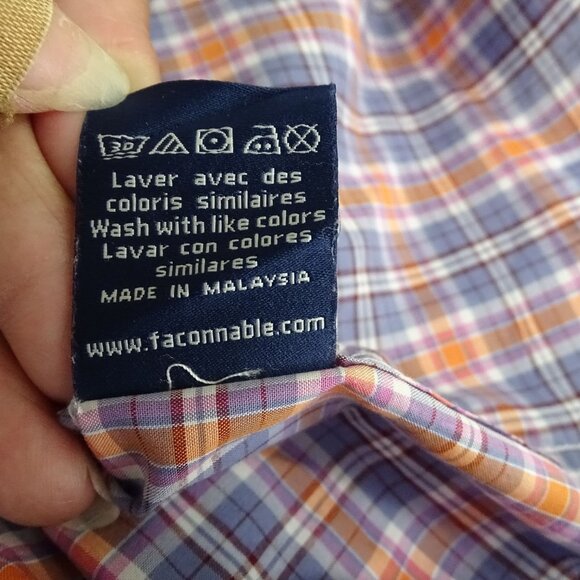 30
Laver avec des
coloris similaires
Wash with like colors
Lavar con colores
similares
MADE IN MALAYSIA
www.faconnable.com